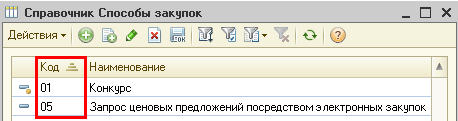 Справочник Способы закупок
Действия
Код Наименование
01 Конкурс
05 Запрос ценовых предложений посредством электронных закупок